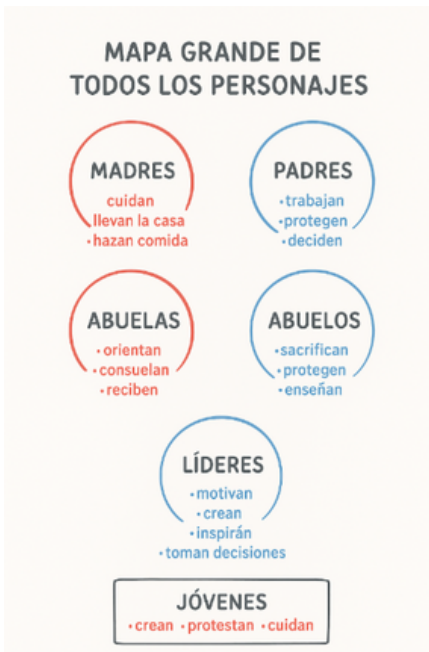 MAPA GRANDE DE
TODOS LOS PERSONAJES
MADRES
cuidan
llevan la casa
• hazan comida
PADRES
• trabajan
• protegen
• deciden
ABUELAS
• orientan
• consuelan
• reciben
ABUELOS
• sacrifican
• protegen
• enseñan
LÍDERES
• motivan
• crean
• inspirán
• toman decisiones
JÓVENES
• crean • protestan • cuidan